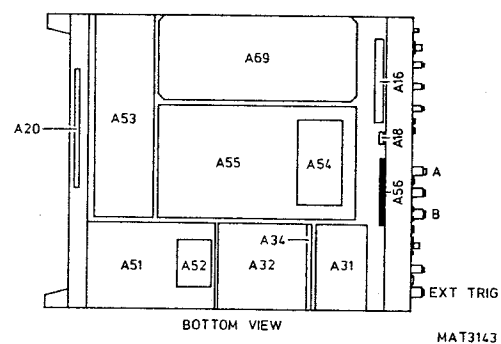 A69
A16
A20
A53
A18
A55
A54
A
A56
B
A34
A51
A52
A32
A31
EXT TRIG
BOTTOM VIEW
MAT3143